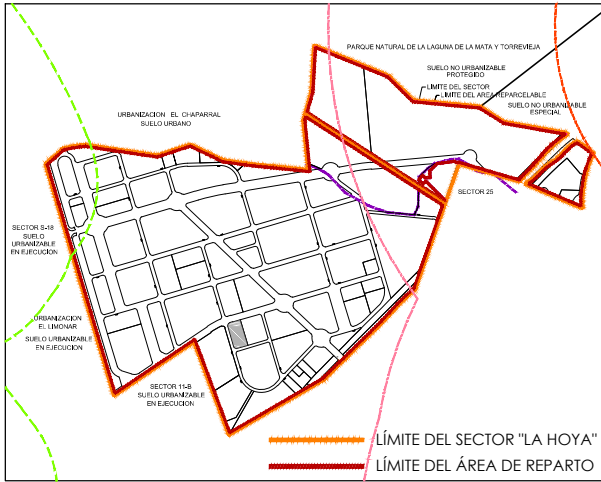 PARQUE NATURAL DE LA LAGUNA DE LA MATA Y TORREVIEJA
SUELO NO URBANIZABLE
PROTEGIDO
LÍMITE DEL SECTOR
LÍMITE DEL AREA REPARCELABLE
SUELO NO URBANIZABLE
ESPECIAL
URBANIZACION EL CHAPARRAL
SUELO URBANO
SECTOR 25
SECTOR S-18
SUELO
URBANIZABLE
EN EJECUCION
URBANIZACION
EL LIMONAR
SUELO URBANIZABLE
EN EJECUCION
SECTOR 11-B
SUELO URBANIZABLE
EN EJECUCION
LÍMITE DEL SECTOR "LA HOYA"
LÍMITE DEL ÁREA DE REPARTO